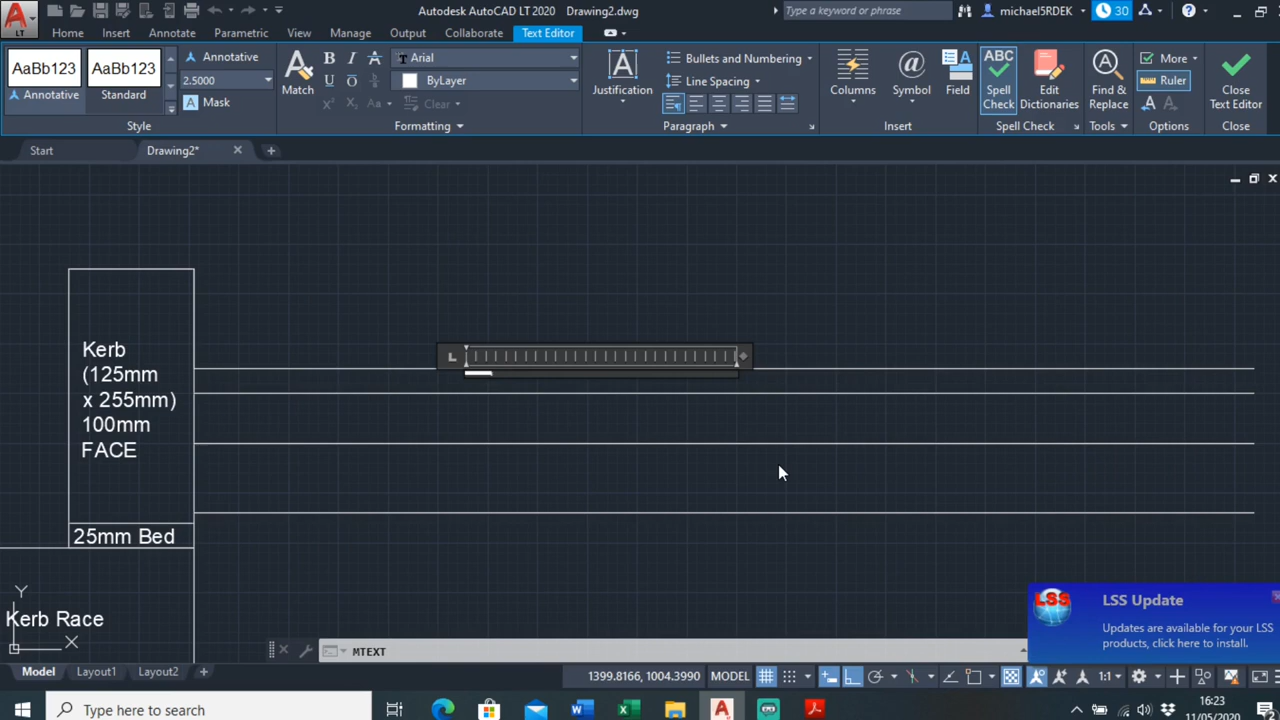 Autodesk AutoCAD LT 2020 Drawing2.dwg
Type a keyword or phrase
michael5RDEK
30
LT
Home Insert Annotate Parametric View Manage Output Collaborate Text Editor
AaBb123 AaBb123 Annotative
Annotative Standard
2.5000
A Mask
Match
B I A
U O
Aa Clear
Arial
ByLayer
Justification
Bullets and Numbering
Line Spacing
Columns Symbol Field
ABC
Spell
Check
Edit
Dictionaries
Find &
Replace
More
Ruler
Close
Text Editor
Style Formatting Paragraph Insert Spell Check Tools Options Close
Start Drawing2*
Kerb
(125mm
x 255mm)
100mm
FACE
25mm Bed
Y
Kerb Race
X
LSS
LSS Update
Updates are available for your LSS
products, click here to install.
MTEXT
Model Layout1 Layout2
1399.8166, 1004.3990 MODEL
1:1
Type here to search
16:23
11/05/2020